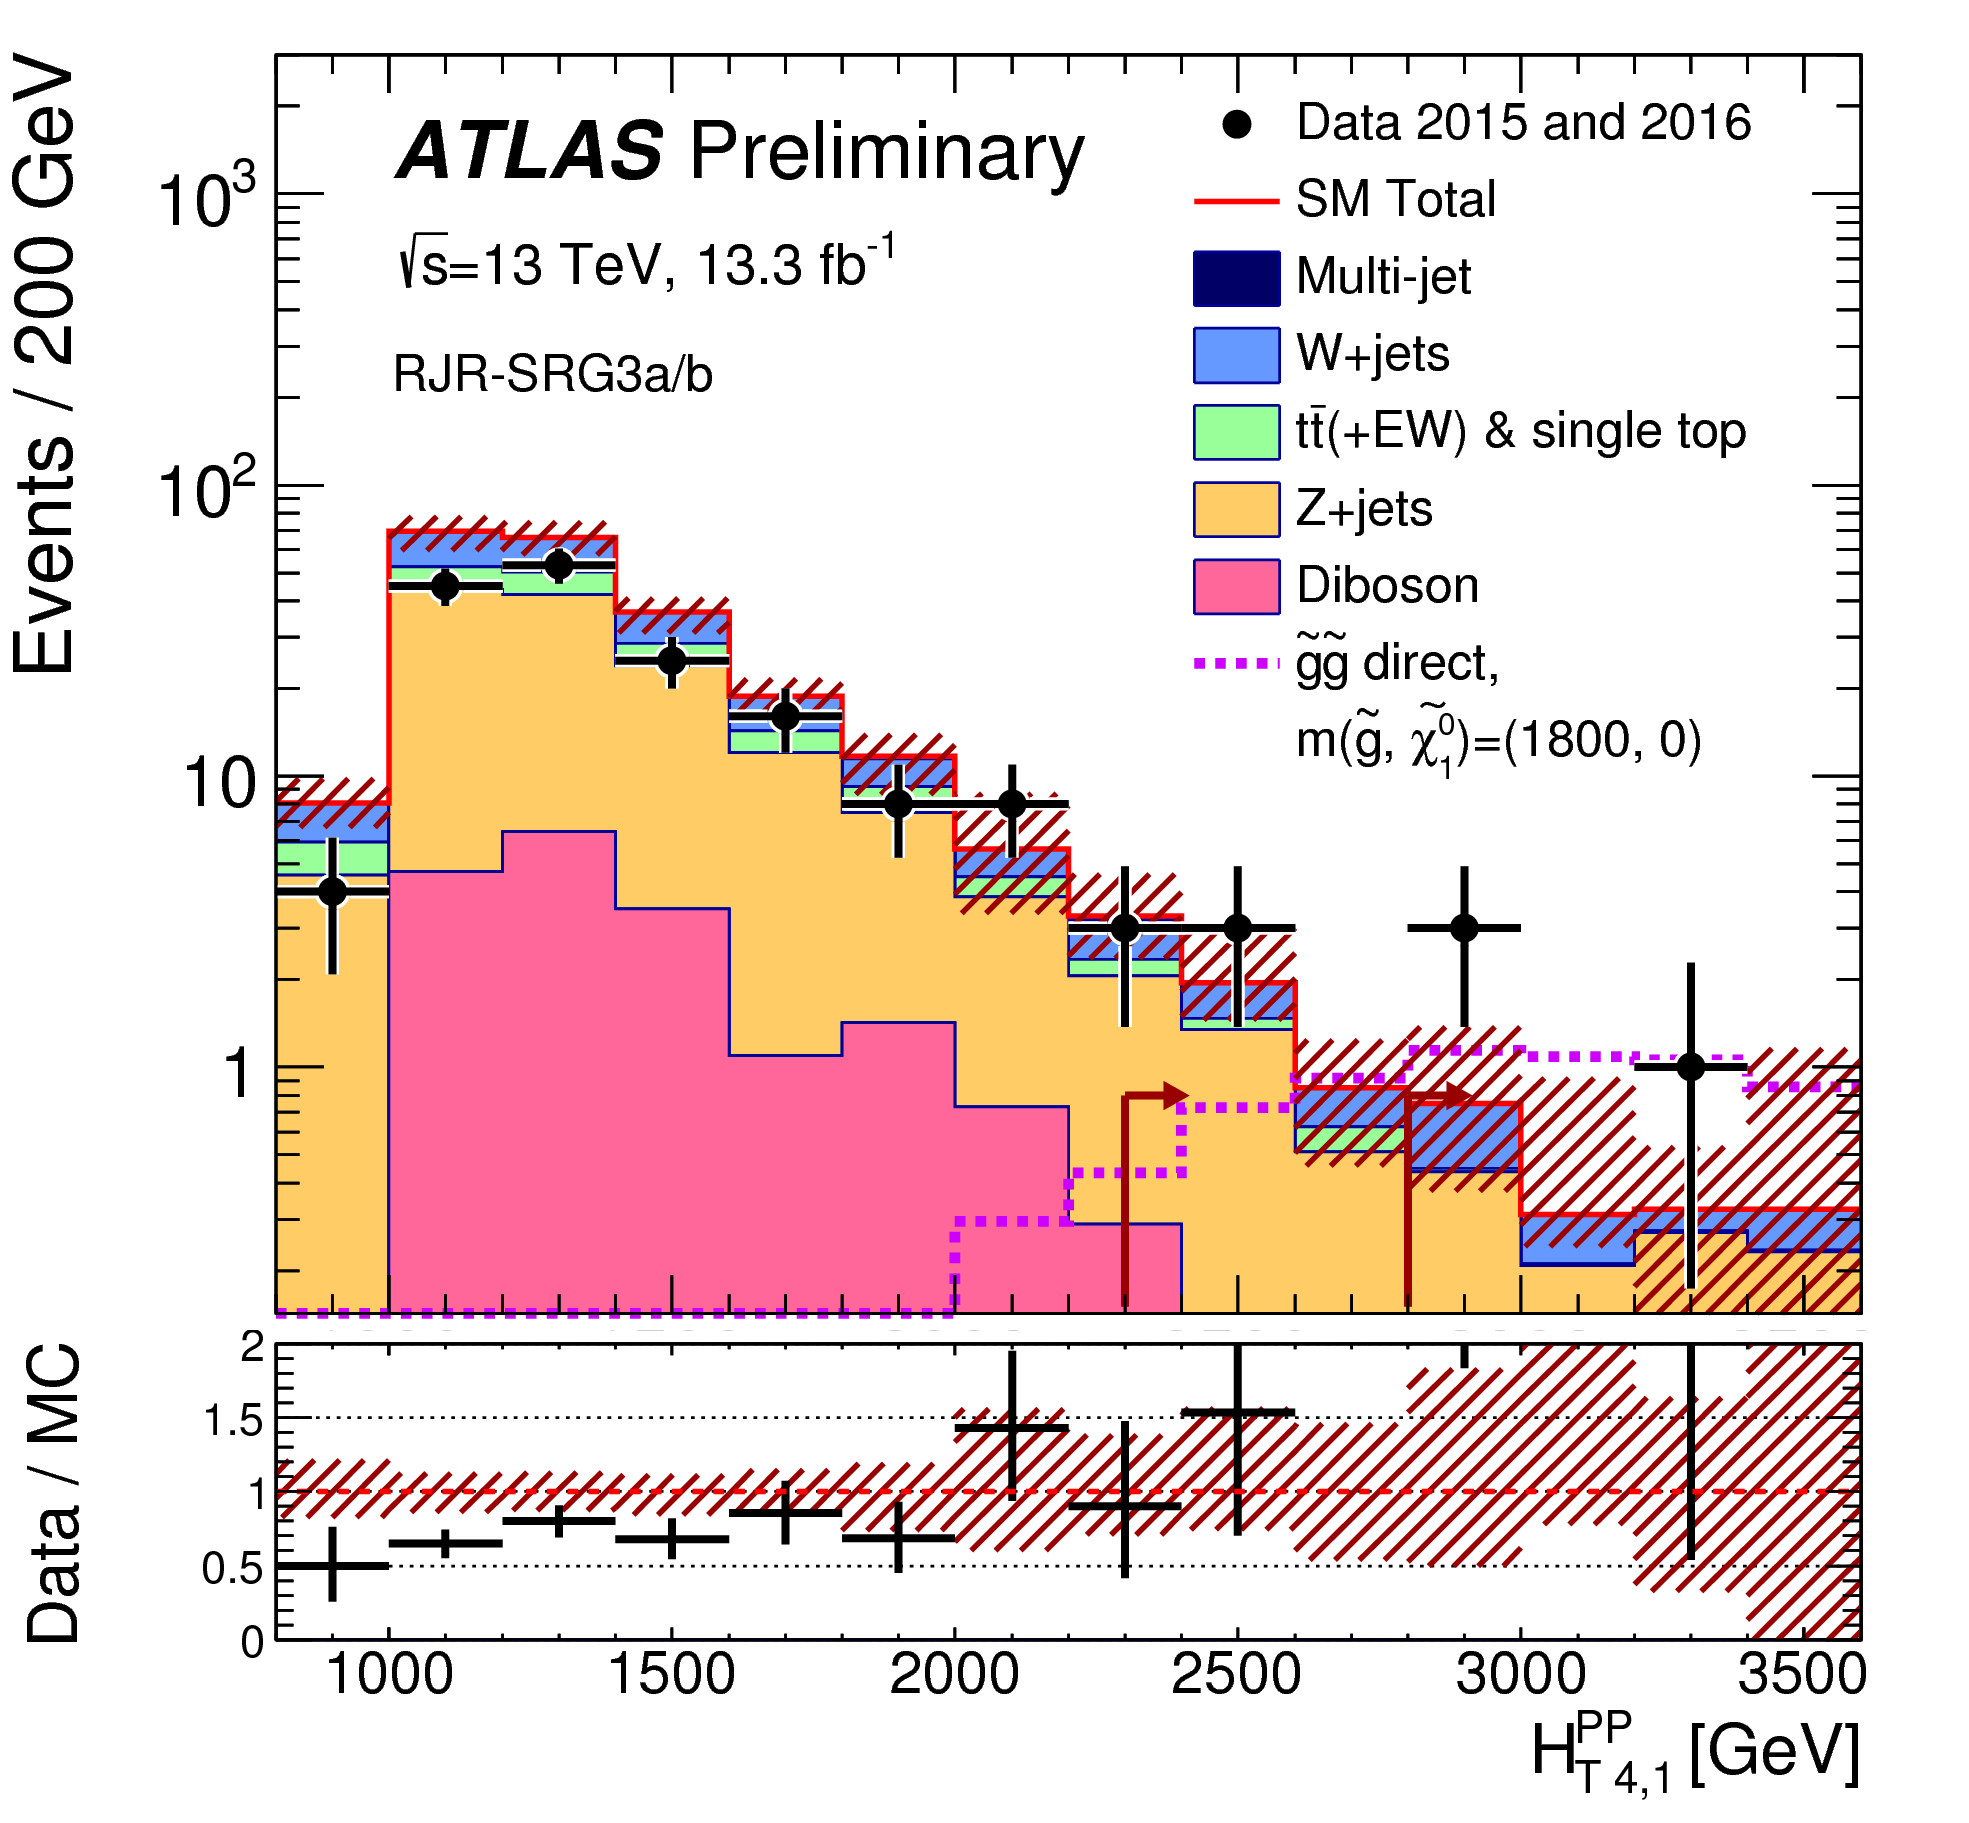 Events / 200 GeV
10³
10²
10
1
ATLAS Preliminary
√s=13 TeV, 13.3 fb⁻¹
RJR-SRG3a/b
Data 2015 and 2016
SM Total
Multi-jet
W+jets
tt̄(+EW) & single top
Z+jets
Diboson
g̃g̃ direct,
m(g̃, χ̃₁⁰)=(1800, 0)
Data / MC
2
1.5
1
0.5
0
1000 1500 2000 2500 3000 3500
H^PP_T 4,1 [GeV]